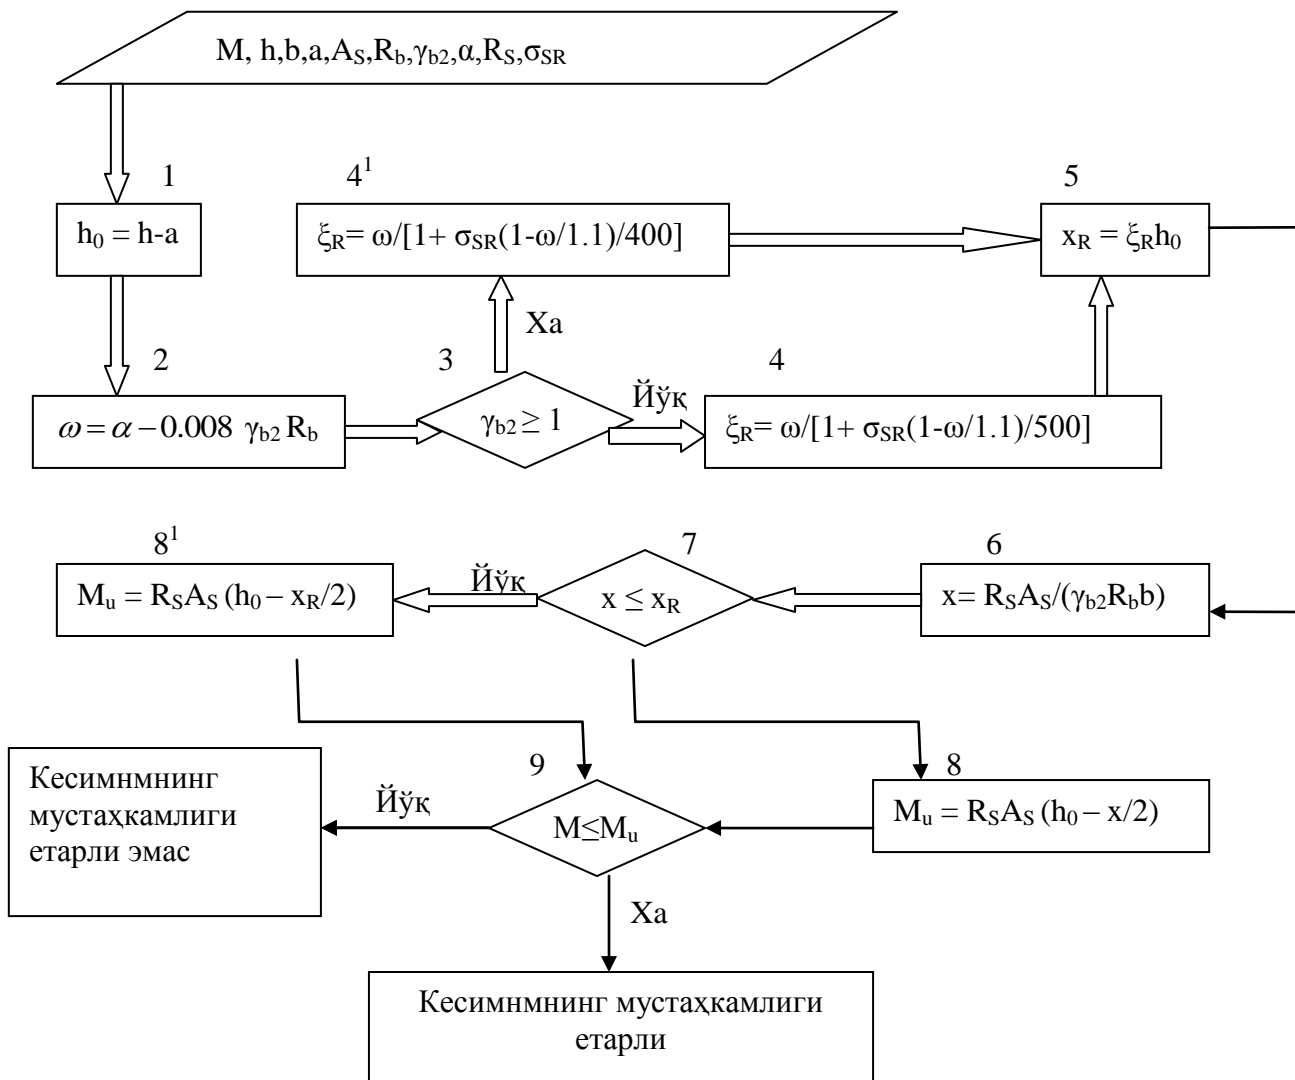 M, h,b,a,A_S,R_b,γ_b2,α,R_S,σ_SR
1
4¹
5
h₀ = h-a
ξ_R= ω/[1+ σ_SR(1-ω/1.1)/400]
x_R = ξ_Rh₀
Ха
2
3
Йўқ
4
ω = α − 0.008 γ_b2 R_b
γ_b2 ≥ 1
ξ_R= ω/[1+ σ_SR(1-ω/1.1)/500]
8¹
7
6
M_u = R_SA_S (h₀ – x_R/2)
Йўқ
x ≤ x_R
x= R_SA_S/(γ_b2R_bb)
9
8
Кесимнмнинг
мустаҳкамлиги
етарли эмас
Йўқ
M≤M_u
M_u = R_SA_S (h₀ – x/2)
Ха
Кесимнмнинг мустаҳкамлиги
етарли